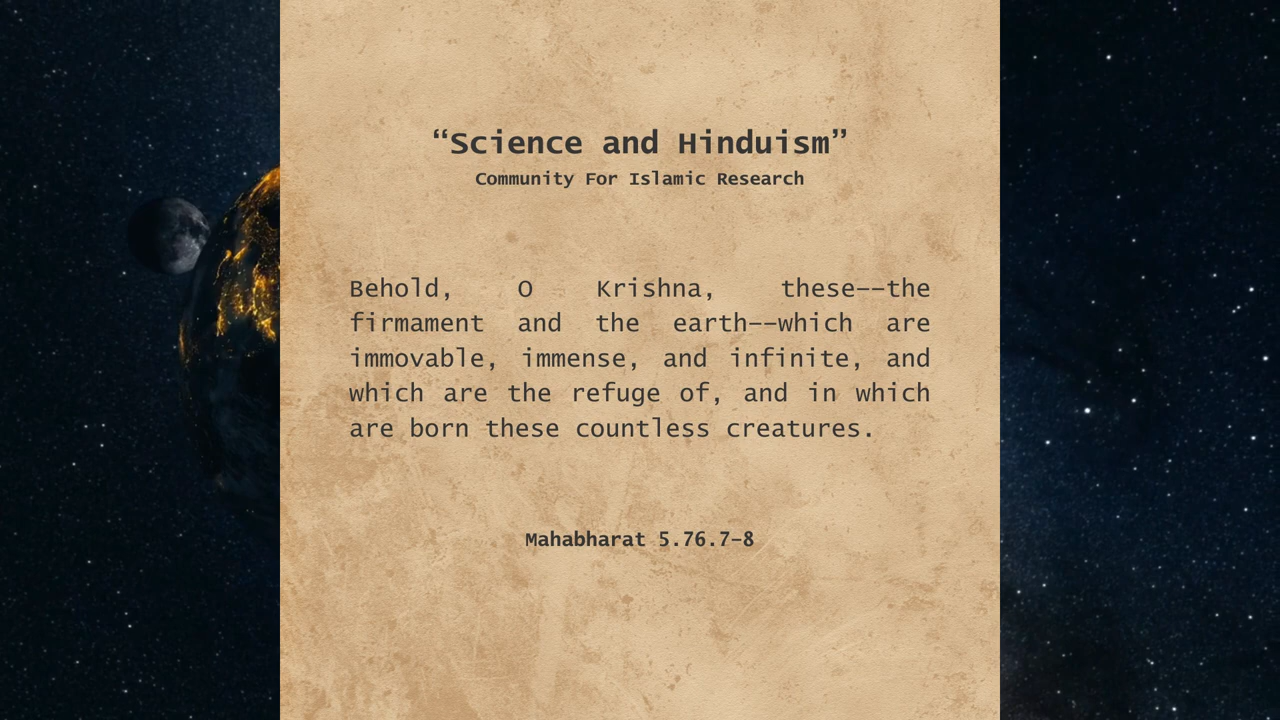 “Science and Hinduism”
Community For Islamic Research
Behold, O Krishna, these––the
firmament and the earth––which are
immovable, immense, and infinite, and
which are the refuge of, and in which
are born these countless creatures.
Mahabharat 5.76.7–8